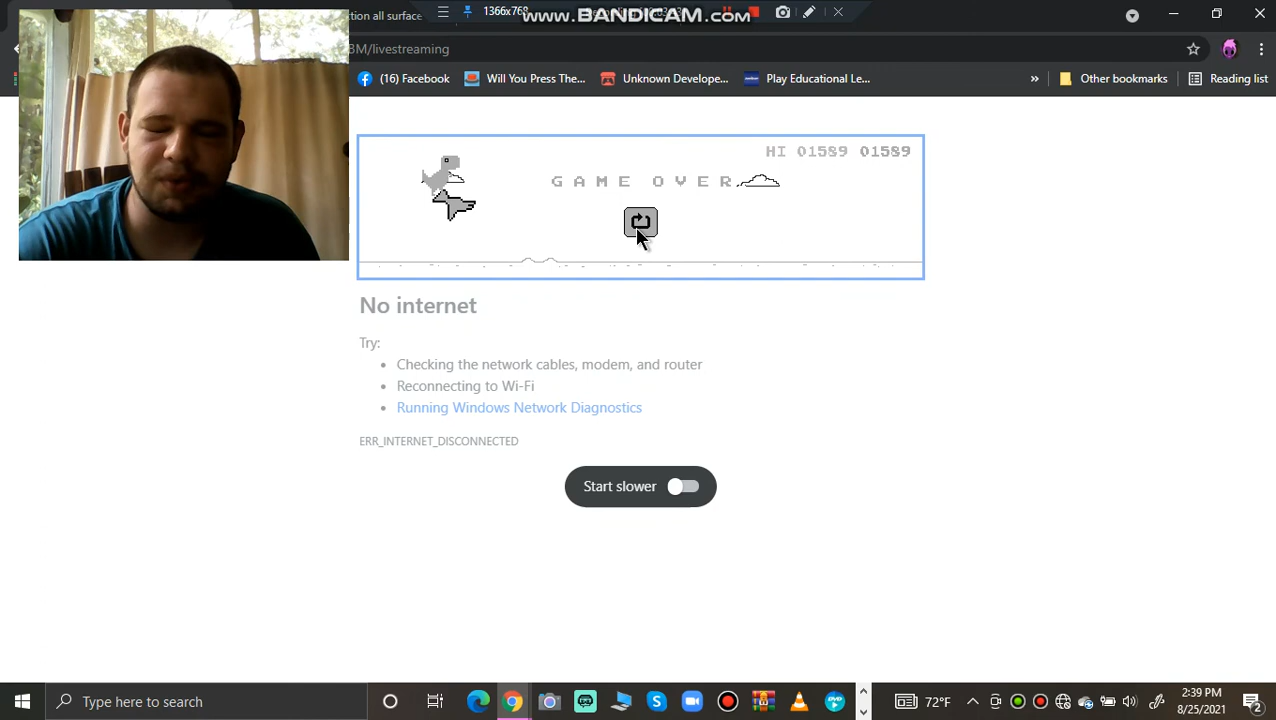 tion all surfac
1366x768
WWW.BANDICAM.COM
BM/livestreaming
(16) Facebook
Will You Press The...
Unknown Develope
Play Educational Le...
»
Other bookmarks
Reading list
HI 01589 01589
GAME OVER
No internet
Try:
• Checking the network cables, modem, and router
• Reconnecting to Wi-Fi
• Running Windows Network Diagnostics
ERR_INTERNET_DISCONNECTED
Start slower
Type here to search
72°F
2:39 PM
8/25/2021
2